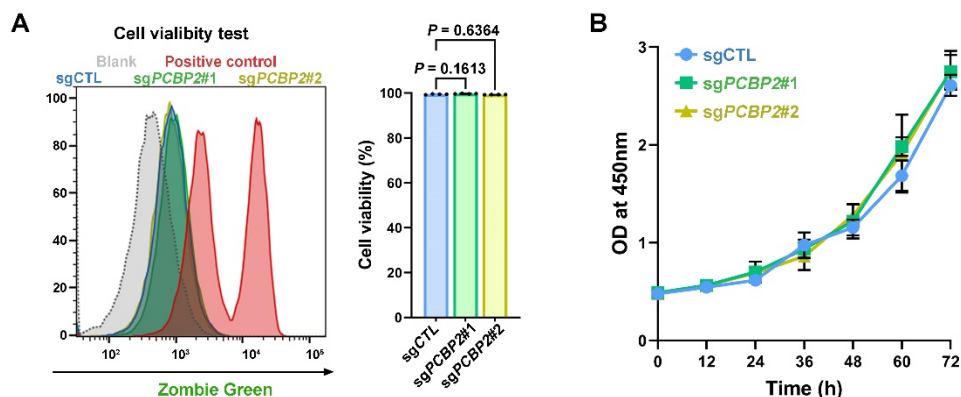 A
Cell vialibity test
Blank Positive control
sgCTL sgPCBP2#1 sgPCBP2#2
100
80
60
40
20
0
10² 10³ 10⁴ 10⁵
Zombie Green
P = 0.6364
P = 0.1613
Cell viability (%)
100
80
60
40
20
0
sgCTL
sgPCBP2#1
sgPCBP2#2
B
sgCTL
sgPCBP2#1
sgPCBP2#2
OD at 450nm
3
2
1
0
0 12 24 36 48 60 72
Time (h)